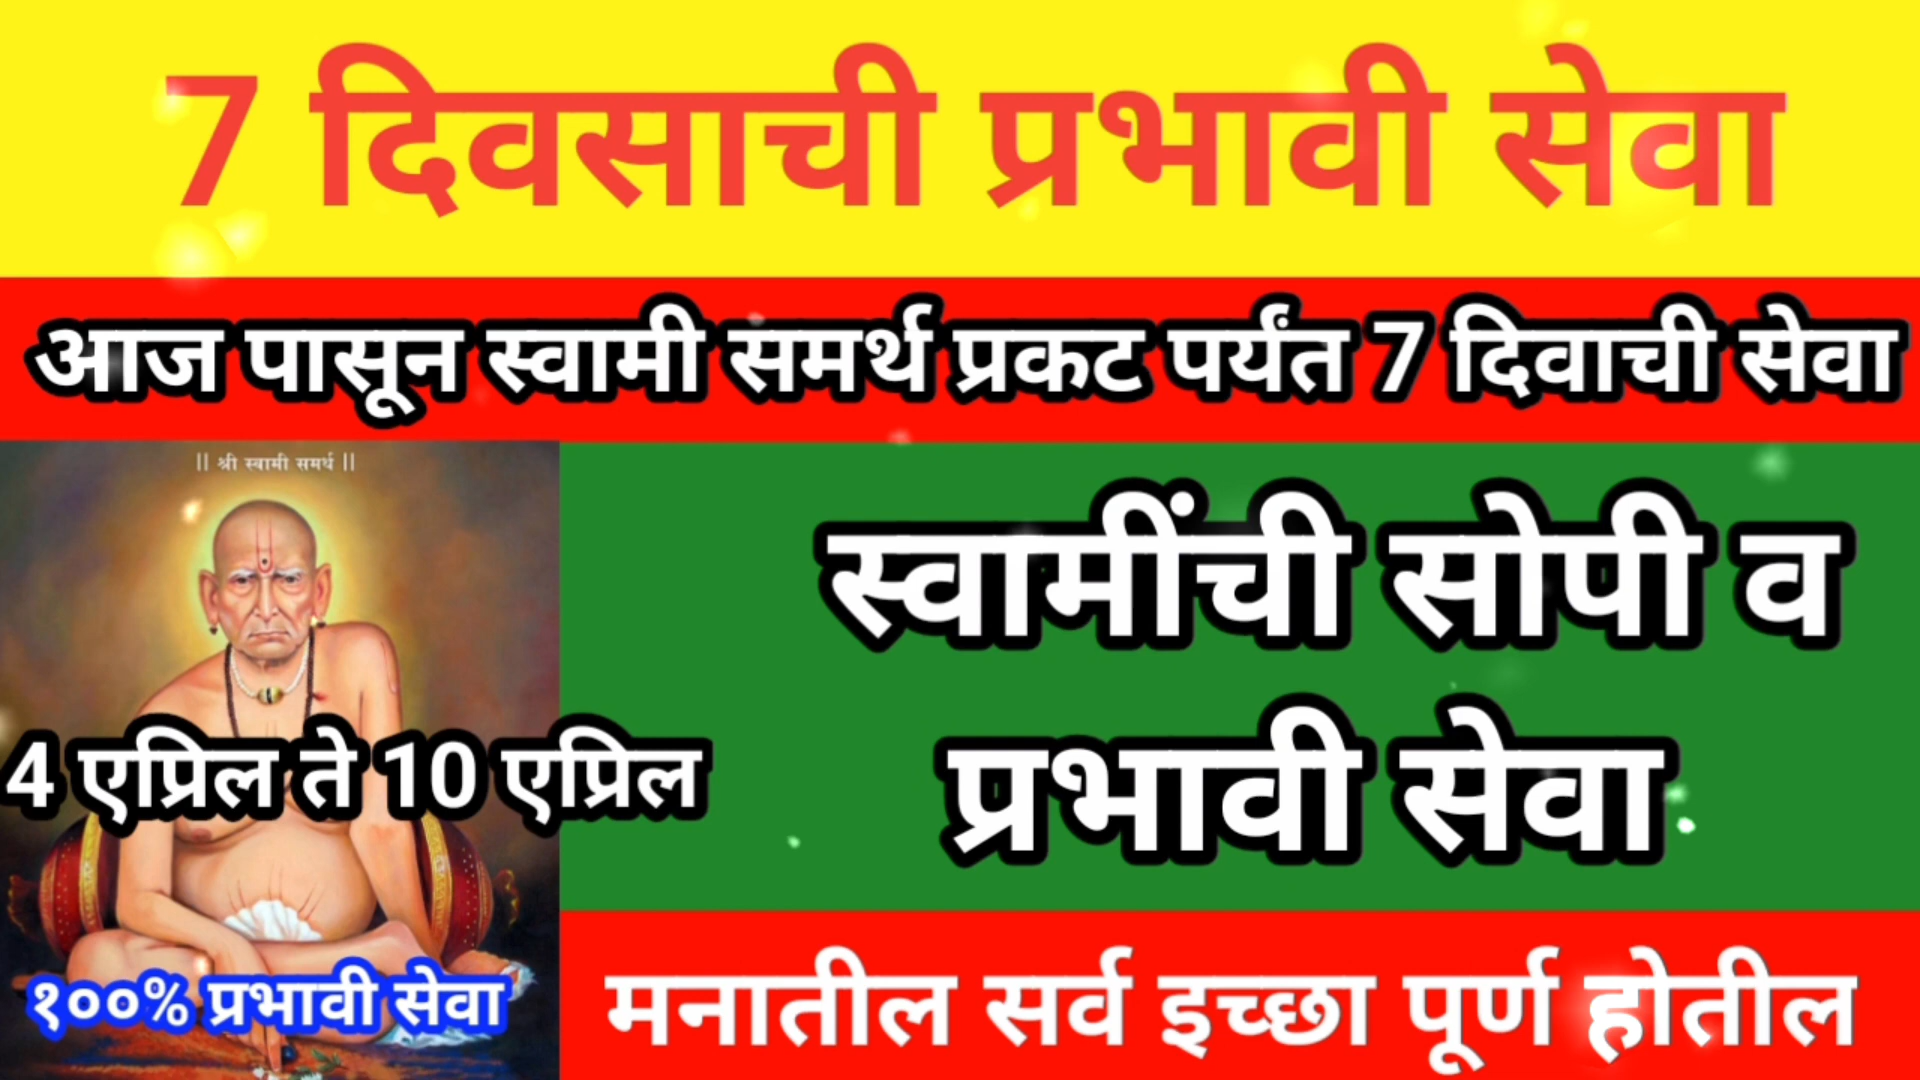 7 दिवसाची प्रभावी सेवा
आज पासून स्वामी समर्थ प्रकट पर्यंत 7 दिवाची सेवा
|| श्री स्वामी समर्थ ||
स्वामींची सोपी व
प्रभावी सेवा
4 एप्रिल ते 10 एप्रिल
१००% प्रभावी सेवा
मनातील सर्व इच्छा पूर्ण होतील